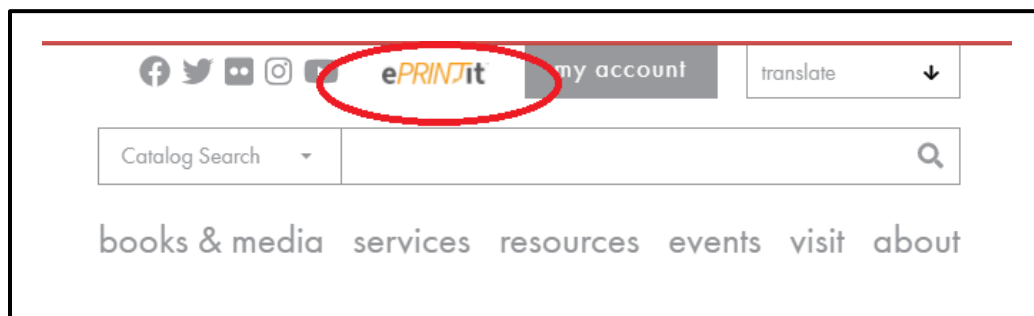 ePRINTit my account translate
Catalog Search
books & media services resources events visit about